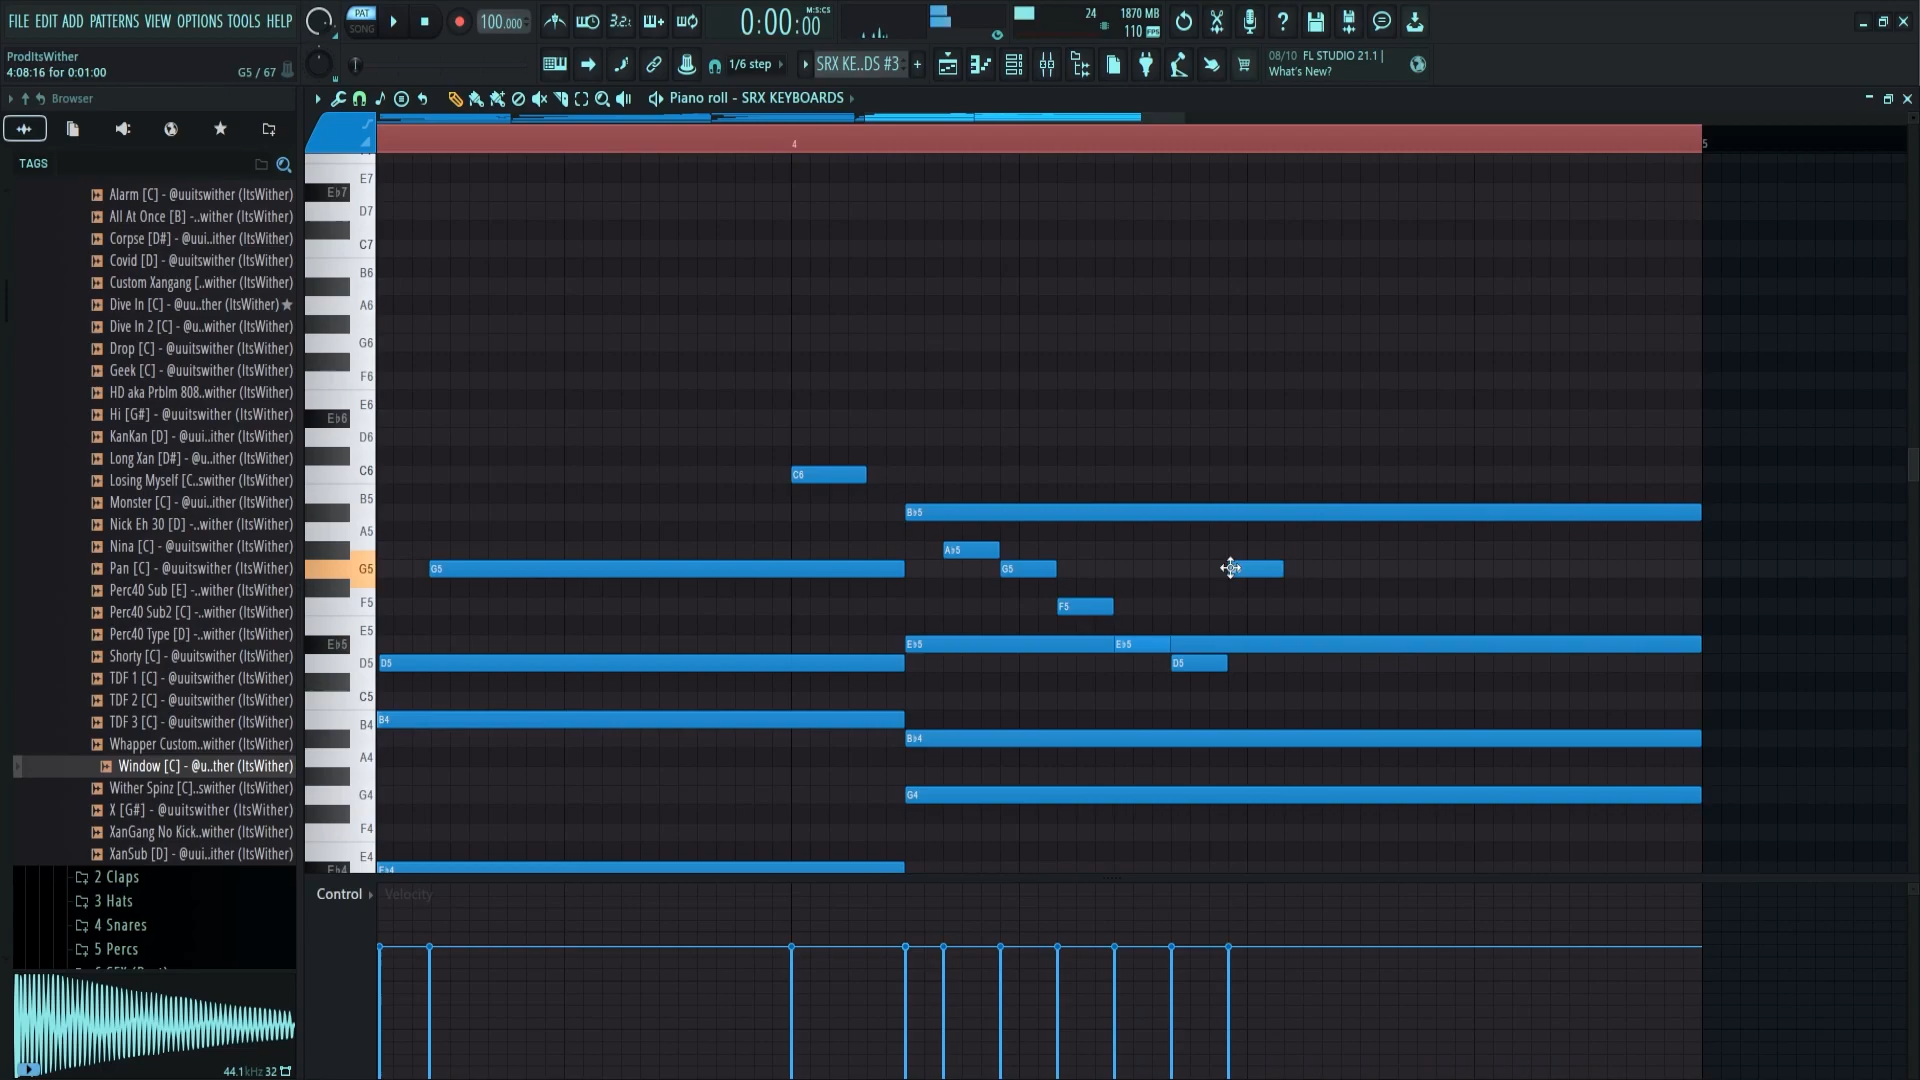 FILE EDIT ADD PATTERNS VIEW OPTIONS TOOLS HELP
PAT
SONG
100.000
3.2:
0:00:00
M:S:CS
24
1870 MB
110 FPS
ProdItsWither
4:08:16 for 0:01:00
G5 / 67
1/6 step
SRX KE..DS #3
08/10 FL STUDIO 21.1 |
What's New?
Browser
Piano roll - SRX KEYBOARDS
TAGS
Alarm [C] - @uuitswither (ItsWither)
All At Once [B] -..wither (ItsWither)
Corpse [D#] - @uui..ither (ItsWither)
Covid [D] - @uuitswither (ItsWither)
Custom Xangang [..wither (ItsWither)
Dive In [C] - @uu..ther (ItsWither)
Dive In 2 [C] - @u..wither (ItsWither)
Drop [C] - @uuitswither (ItsWither)
Geek [C] - @uuitswither (ItsWither)
HD aka Prblm 808..wither (ItsWither)
Hi [G#] - @uuitswither (ItsWither)
KanKan [D] - @uui..ither (ItsWither)
Long Xan [D#] - @u..ither (ItsWither)
Losing Myself [C..swither (ItsWither)
Monster [C] - @uui..ither (ItsWither)
Nick Eh 30 [D] -..wither (ItsWither)
Nina [C] - @uuitswither (ItsWither)
Pan [C] - @uuitswither (ItsWither)
Perc40 Sub [E] -..wither (ItsWither)
Perc40 Sub2 [C] -..wither (ItsWither)
Perc40 Type [D] -..wither (ItsWither)
Shorty [C] - @uuitswither (ItsWither)
TDF 1 [C] - @uuitswither (ItsWither)
TDF 2 [C] - @uuitswither (ItsWither)
TDF 3 [C] - @uuitswither (ItsWither)
Whapper Custom..wither (ItsWither)
Window [C] - @u..ther (ItsWither)
Wither Spinz [C]..swither (ItsWither)
X [G#] - @uuitswither (ItsWither)
XanGang No Kick..wither (ItsWither)
XanSub [D] - @uui..ither (ItsWither)
2 Claps
3 Hats
4 Snares
5 Percs
44.1kHz 32
4
5
E7
E♭7
D7
C7
B6
A6
G6
F6
E6
E♭6
D6
C6
B5
A5
G5
F5
E5
E♭5
D5
C5
B4
A4
G4
F4
E4
E♭4
C6
B♭5
A♭5
G5
G5
F5
E♭5
E♭5
D5
D5
B4
B♭4
G4
E♭4
Control
Velocity